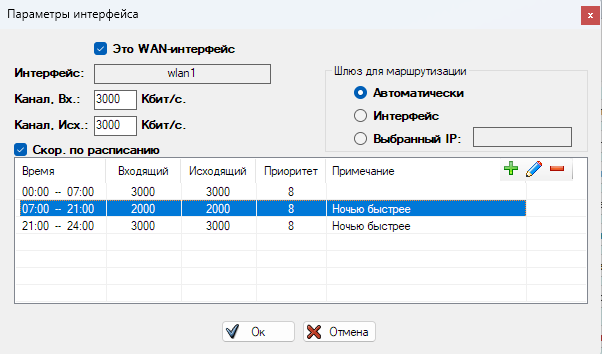 Параметры интерфейса
Это WAN-интерфейс
Интерфейс: wlan1
Шлюз для маршрутизации
Автоматически
Канал, Вх.: 3000 Кбит/с.
Интерфейс
Канал, Исх.: 3000 Кбит/с.
Выбранный IP:
Скор. по расписанию
Время Входящий Исходящий Приоритет Примечание
00:00 -- 07:00 3000 3000 8
07:00 -- 21:00 2000 2000 8 Ночью быстрее
21:00 -- 24:00 3000 3000 8 Ночью быстрее
Ок Отмена